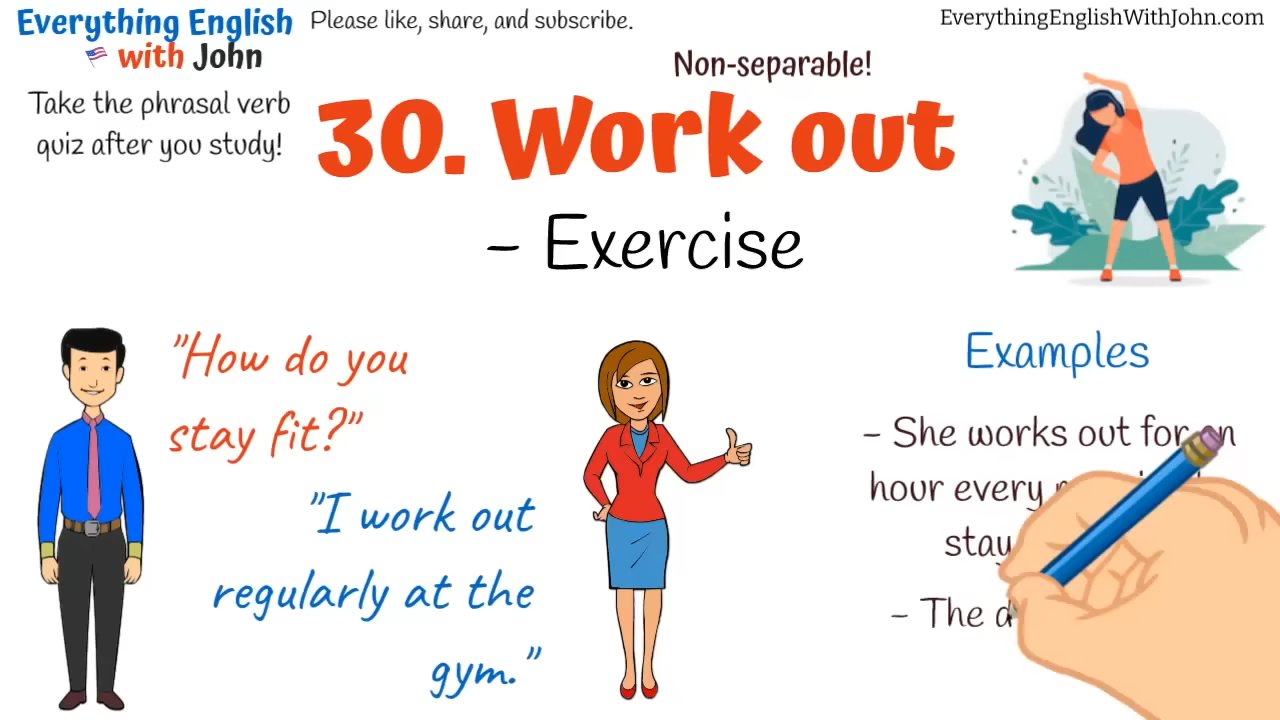 Everything English
with John
Please like, share, and subscribe.
EverythingEnglishWithJohn.com
Take the phrasal verb
quiz after you study!
Non-separable!
30. Work out
- Exercise
"How do you
stay fit?"
"I work out
regularly at the
gym."
Examples
- She works out for an
hour every
stay
- The